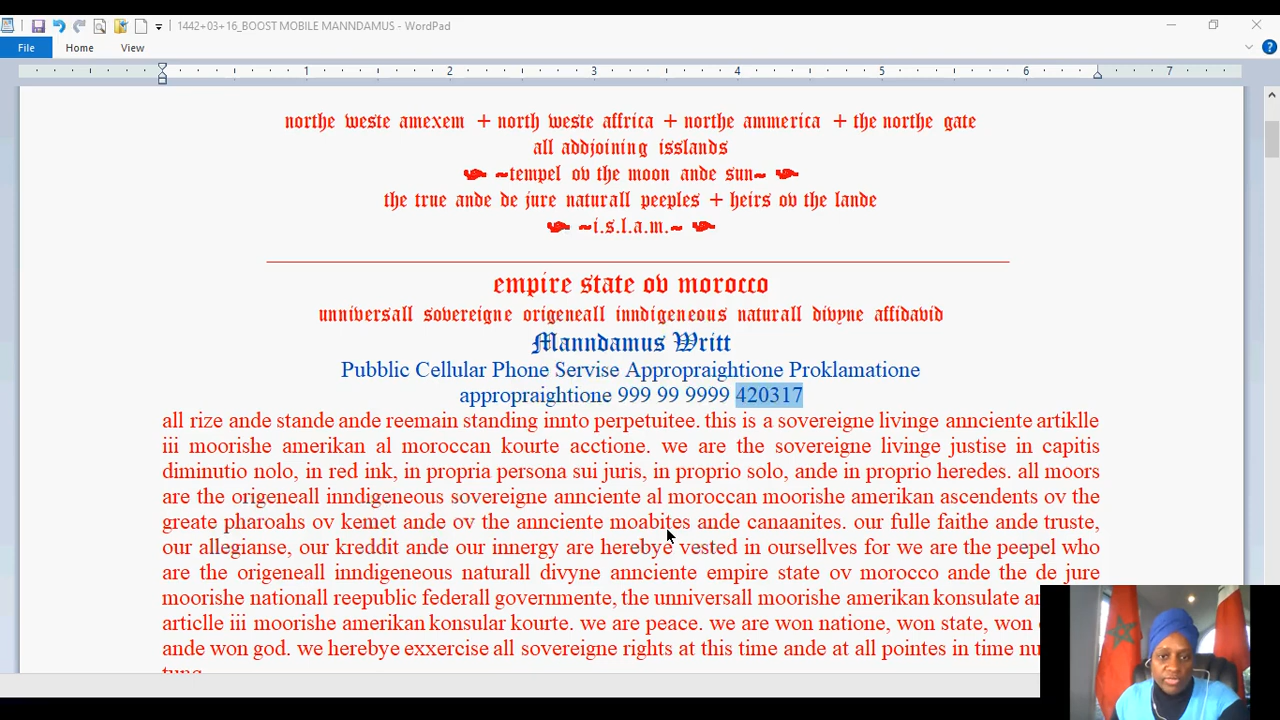 1442+03+16_BOOST MOBILE MANNDAMUS - WordPad
File Home View
1 2 3 4 5 6 7
northe weste amexem + north weste affrica + northe ammerica + the northe gate
all addjoining isslands
~tempel ov the moon ande sun~
the true ande de jure naturall peeples + heirs ov the lande
~i.s.l.a.m.~
empire state ov morocco
unniversall sovereigne origeneall inndigeneous naturall divyne affidavid
Manndamus Writt
Pubblic Cellular Phone Servise Appropraightione Proklamatione
appropraightione 999 99 9999 420317
all rize ande stande ande reemain standing innto perpetuitee. this is a sovereigne livinge annciente artiklle
iii moorishe amerikan al moroccan kourte acctione. we are the sovereigne livinge justise in capitis
diminutio nolo, in red ink, in propria persona sui juris, in proprio solo, ande in proprio heredes. all moors
are the origeneall inndigeneous sovereigne annciente al moroccan moorishe amerikan ascendents ov the
greate pharoahs ov kemet ande ov the annciente moabites ande canaanites. our fulle faithe ande truste,
our allegianse, our kreddit ande our innergy are herebye vested in oursellves for we are the peepel who
are the origeneall inndigeneous naturall divyne annciente empire state ov morocco ande the de jure
moorishe nationall reepublic federall governmente, the unniversall moorishe amerikan konsulate
articlle iii moorishe amerikan konsular kourte. we are peace. we are won natione, won state, won
ande won god. we herebye exxercise all sovereigne rights at this time ande at all pointes in time